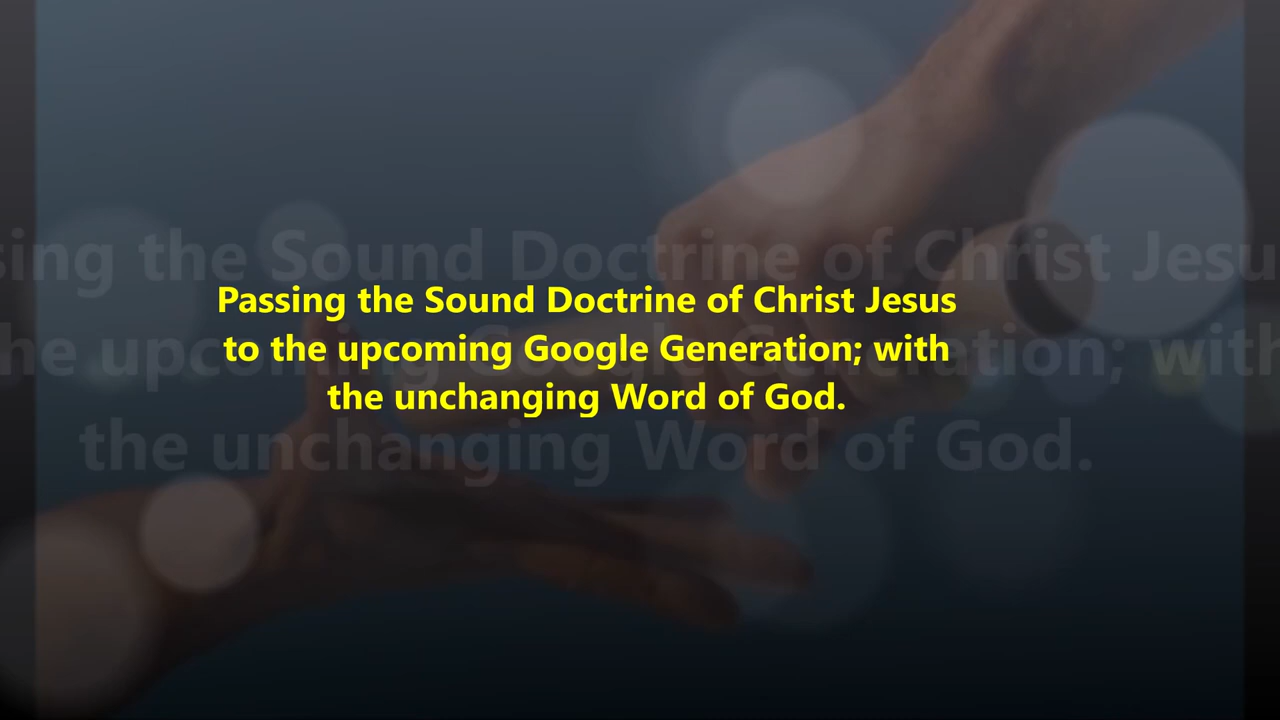 Passing the Sound Doctrine of Christ Jesus
to the upcoming Google Generation; with
the unchanging Word of God.